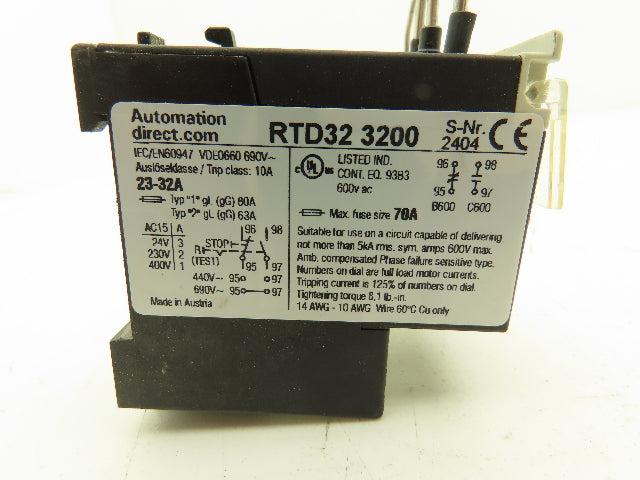 Automation
direct.com
RTD32 3200
S-Nr.
2404
CE
IEC/EN60947 VDE0660 690V~
Auslöseklasse / Trip class: 10A
23-32A
Typ "1" gL (gG) 80A
Typ "2" gL (gG) 63A
AC15 A
24V 3
230V 2
400V 1
STOP
R
(TEST)
96 98
95 97
440V~ 95 97
690V~ 95 97
Made in Austria
c UL us
LISTED IND.
CONT. EQ. 93B3
600v ac
96 98
95 97
B600 C600
Max. fuse size 70A
Suitable for use on a circuit capable of delivering
not more than 5kA rms. sym. amps 600V max.
Amb. compensated Phase failure sensitive type.
Numbers on dial are full load motor currents.
Tripping current is 125% of numbers on dial.
Tightening torque 8,1 lb.-in.
14 AWG - 10 AWG Wire 60°C Cu only